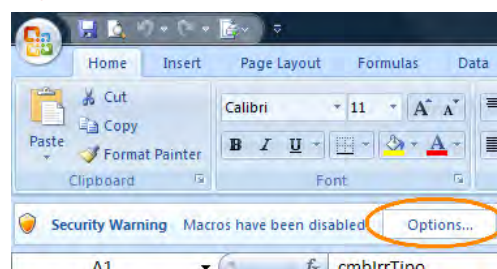 Home Insert Page Layout Formulas Data
Cut
Calibri 11 A A
Copy
Paste
Format Painter
B I U A
Clipboard Font
Security Warning Macros have been disabled Options...
A1 fx cmbIrrTipo